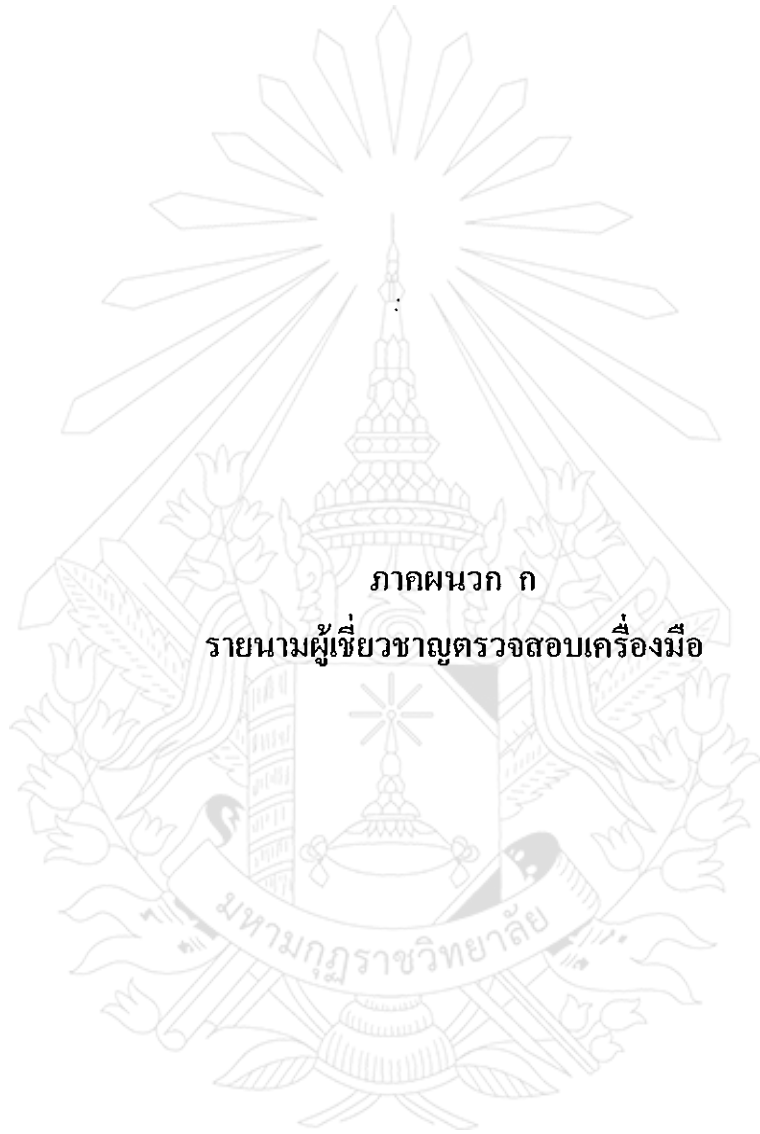 ภาคผนวก ก
รายนามผู้เชี่ยวชาญตรวจสอบเครื่องมือ
มหามกุฏราชวิทยาลัย